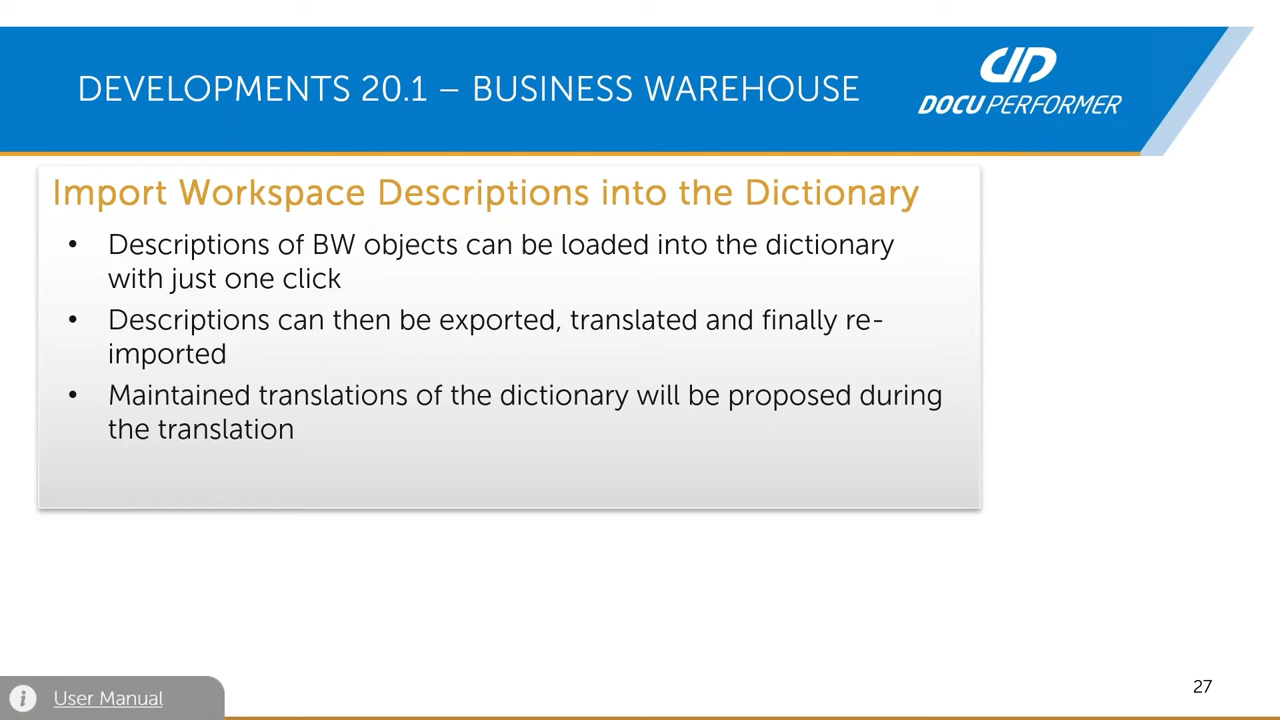 DEVELOPMENTS 20.1 – BUSINESS WAREHOUSE
DOCU PERFORMER
Import Workspace Descriptions into the Dictionary
• Descriptions of BW objects can be loaded into the dictionary
with just one click
• Descriptions can then be exported, translated and finally re-
imported
• Maintained translations of the dictionary will be proposed during
the translation
User Manual
27